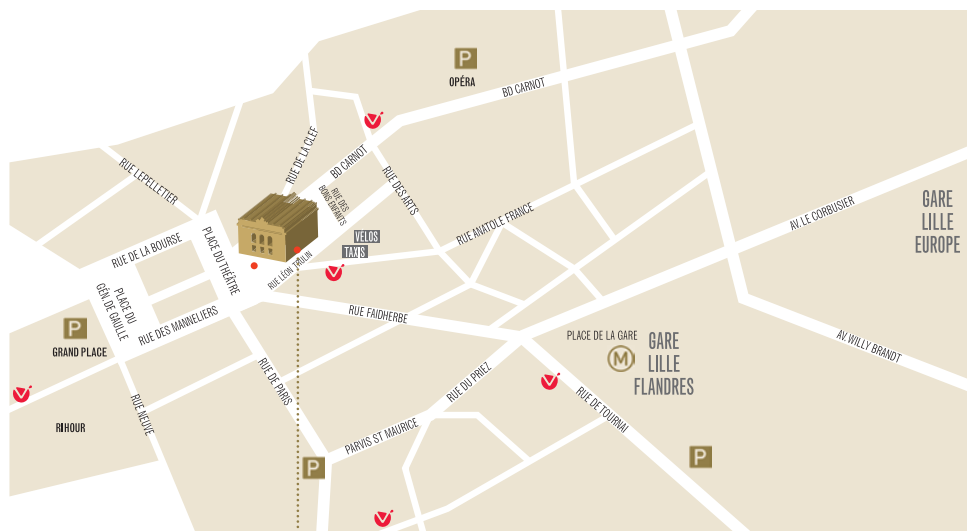 P
OPÉRA
BD CARNOT
RUE DE LA CLEF
BD CARNOT
RUE LEPELLETIER
RUE DES
BONS ENFANTS
RUE DES ARTS
RUE ANATOLE FRANCE
AV. LE CORBUSIER
GARE
LILLE
EUROPE
RUE DE LA BOURSE
PLACE DU THÉÂTRE
VÉLOS
TAXIS
RUE LÉON TRULIN
PLACE DU
GÉN. DE GAULLE
RUE DES MANNELIERS
RUE FAIDHERBE
P
GRAND PLACE
PLACE DE LA GARE
M
GARE
LILLE
FLANDRES
AV. WILLY BRANDT
RUE DE PARIS
RUE DU PRIEZ
RUE NEUVE
RUE DE TOURNAI
RIHOUR
PARVIS ST MAURICE
P
P